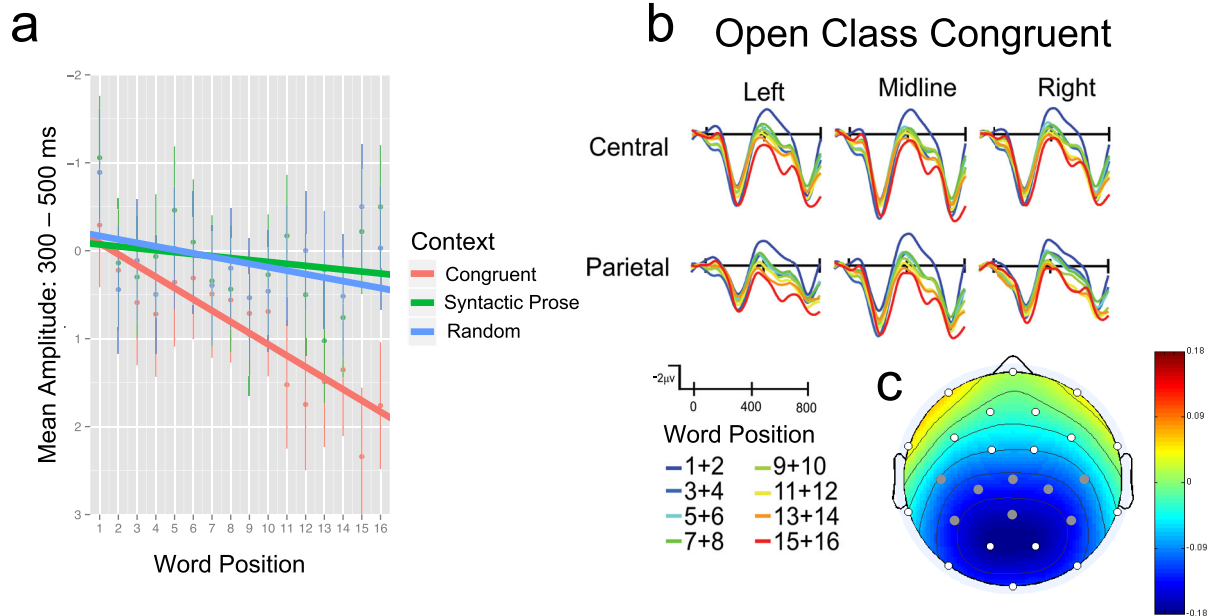 a
Mean Amplitude: 300 – 500 ms
−2
−1
0
1
2
3
1 2 3 4 5 6 7 8 9 10 11 12 13 14 15 16
Word Position
Context
Congruent
Syntactic Prose
Random
b
Open Class Congruent
Left Midline Right
Central
Parietal
−2μv
0 400 800
Word Position
1+2 9+10
3+4 11+12
5+6 13+14
7+8 15+16
c
0.18
0.09
0
-0.09
-0.18